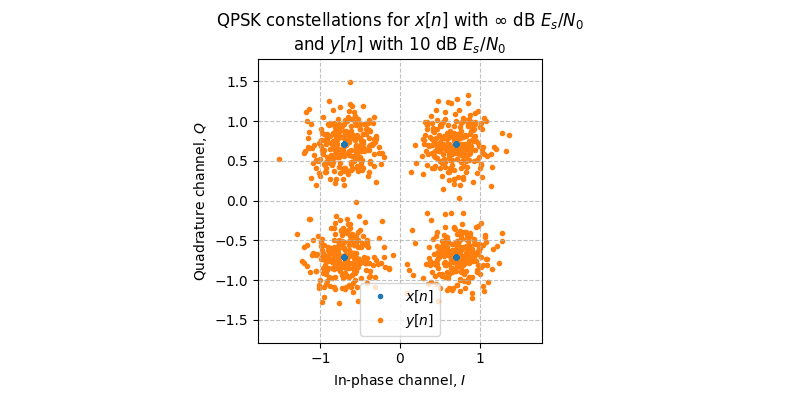 QPSK constellations for x[n] with ∞ dB Es/N0
and y[n] with 10 dB Es/N0
1.5
1.0
0.5
0.0
−0.5
−1.0
−1.5
Quadrature channel, Q
x[n]
y[n]
−1
0
1
In-phase channel, I